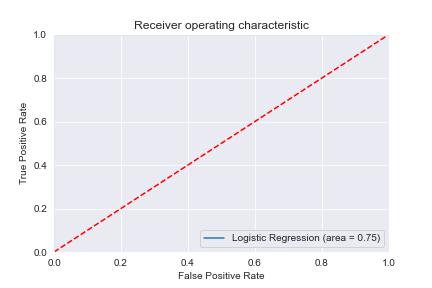 Receiver operating characteristic
1.0
0.8
0.6
0.4
0.2
0.0
True Positive Rate
Logistic Regression (area = 0.75)
0.0 0.2 0.4 0.6 0.8 1.0
False Positive Rate